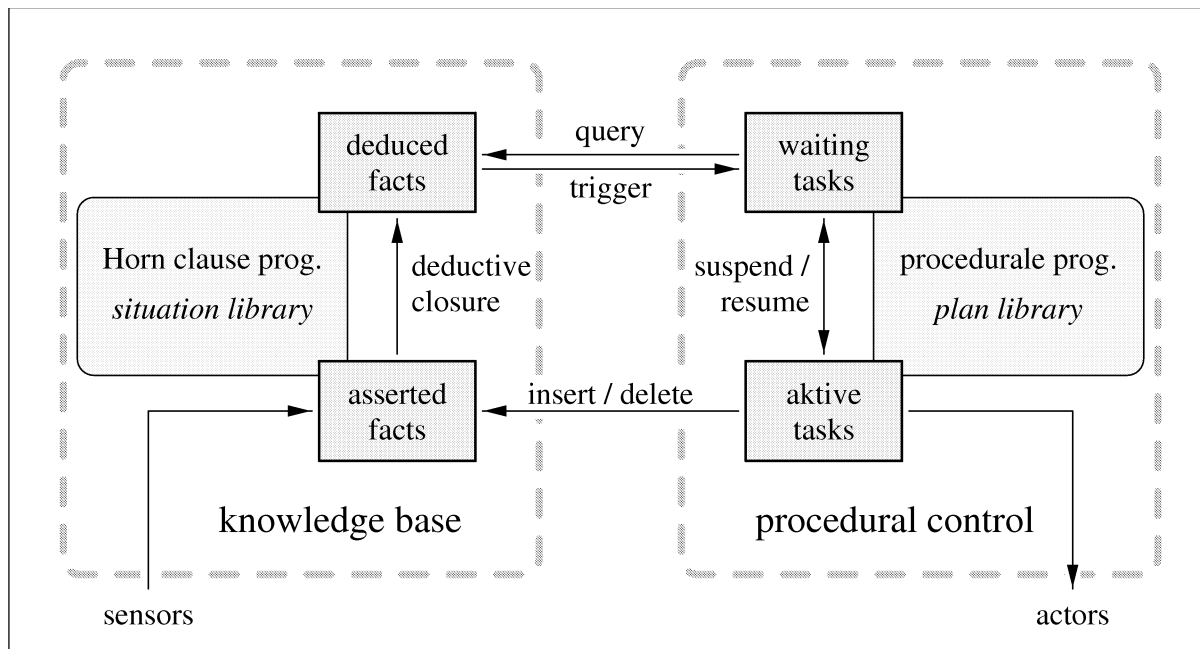 deduced
facts
query
trigger
waiting
tasks
Horn clause prog.
situation library
deductive
closure
suspend /
resume
procedurale prog.
plan library
asserted
facts
insert / delete
aktive
tasks
knowledge base
procedural control
sensors
actors